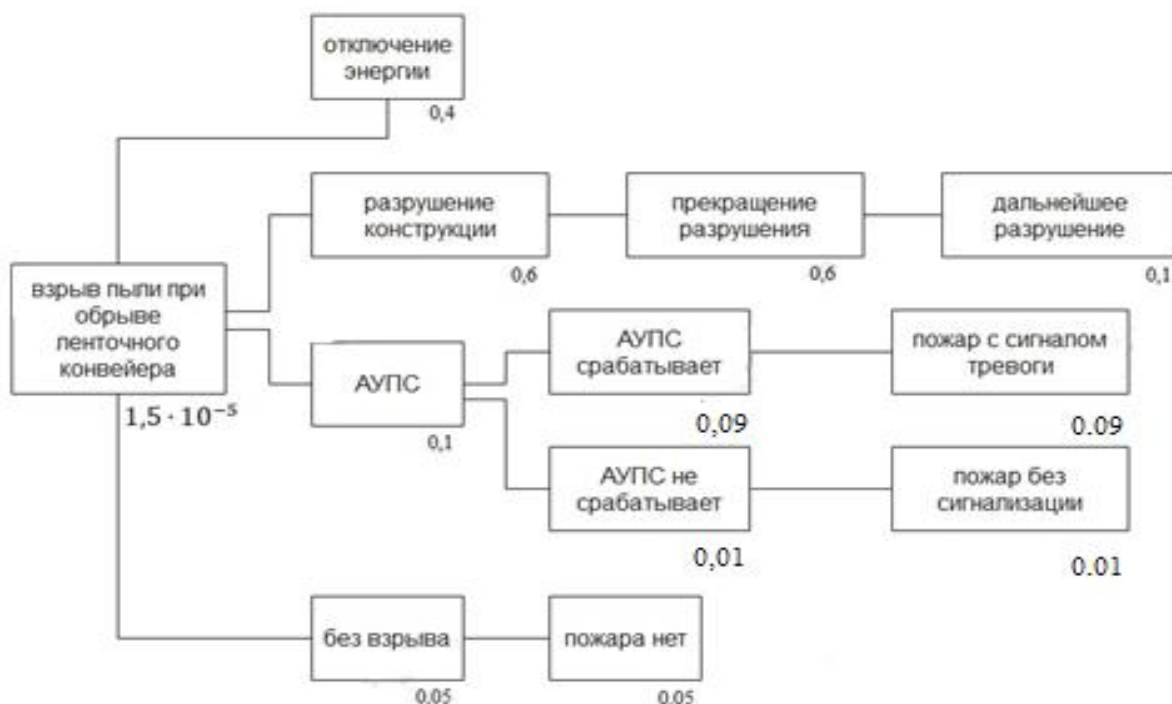 отключение
энергии
0,4
разрушение
конструкции
0,6
прекращение
разрушения
0,6
дальнейшее
разрушение
0,1
взрыв пыли при
обрыве
ленточного
конвейера
1,5 · 10⁻⁵
АУПС
0,1
АУПС
срабатывает
0,09
пожар с сигналом
тревоги
0.09
АУПС не
срабатывает
0,01
пожар без
сигнализации
0.01
без взрыва
0,05
пожара нет
0,05